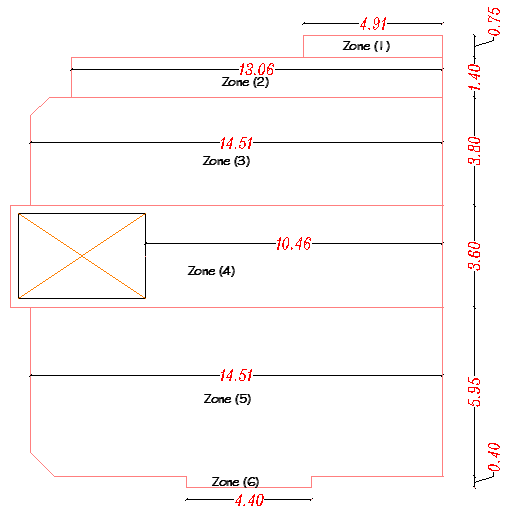 4.91
0.75
Zone (1)
13.06
1.40
Zone (2)
14.51
3.80
Zone (3)
10.46
3.60
Zone (4)
14.51
5.95
Zone (5)
0.40
Zone (6)
4.40